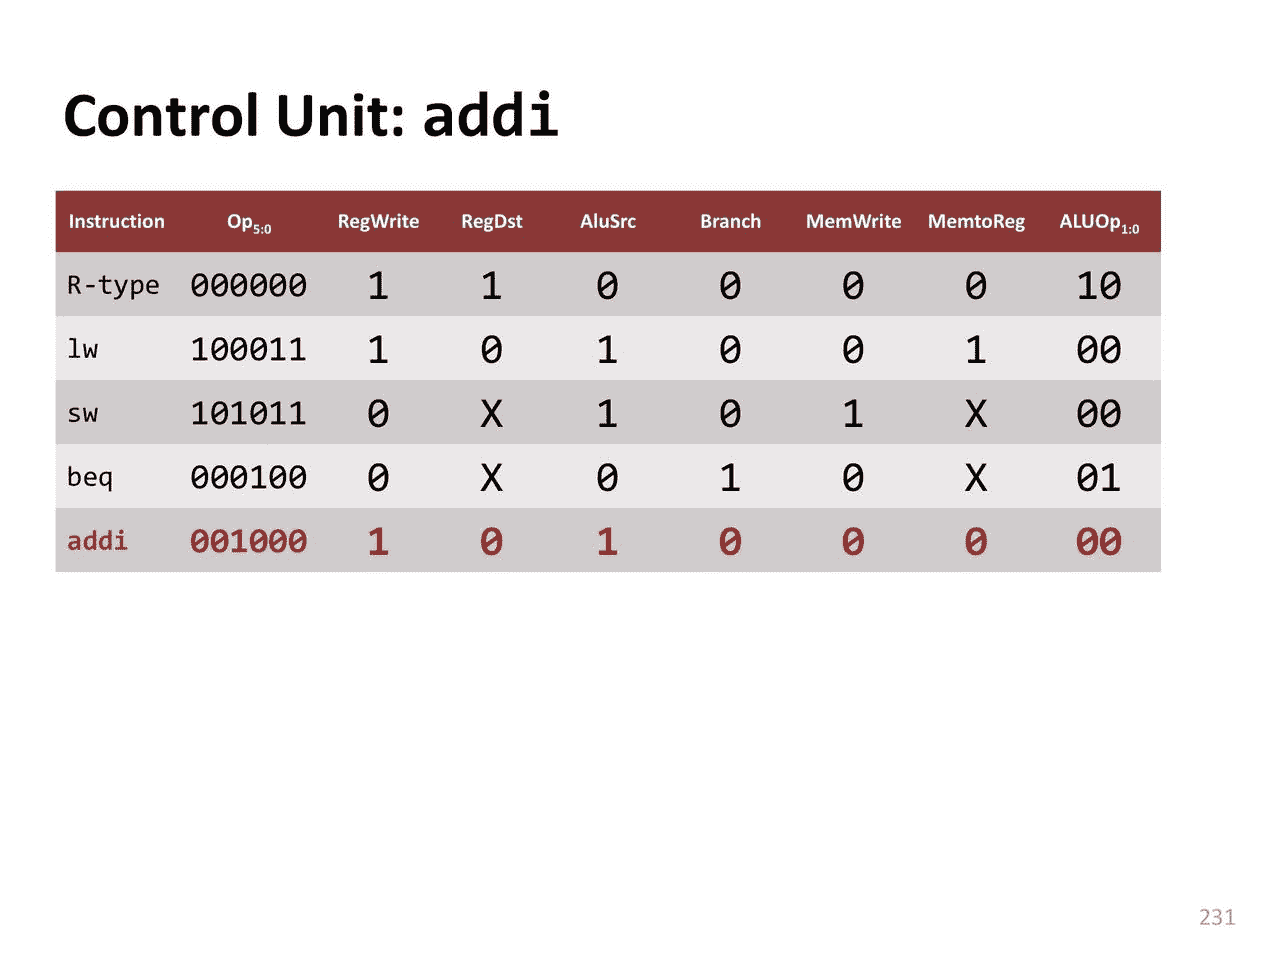 Control Unit: addi
Instruction Op5:0 RegWrite RegDst AluSrc Branch MemWrite MemtoReg ALUOp1:0
R-type 000000 1 1 0 0 0 0 10
lw 100011 1 0 1 0 0 1 00
sw 101011 0 X 1 0 1 X 00
beq 000100 0 X 0 1 0 X 01
addi 001000 1 0 1 0 0 0 00
231